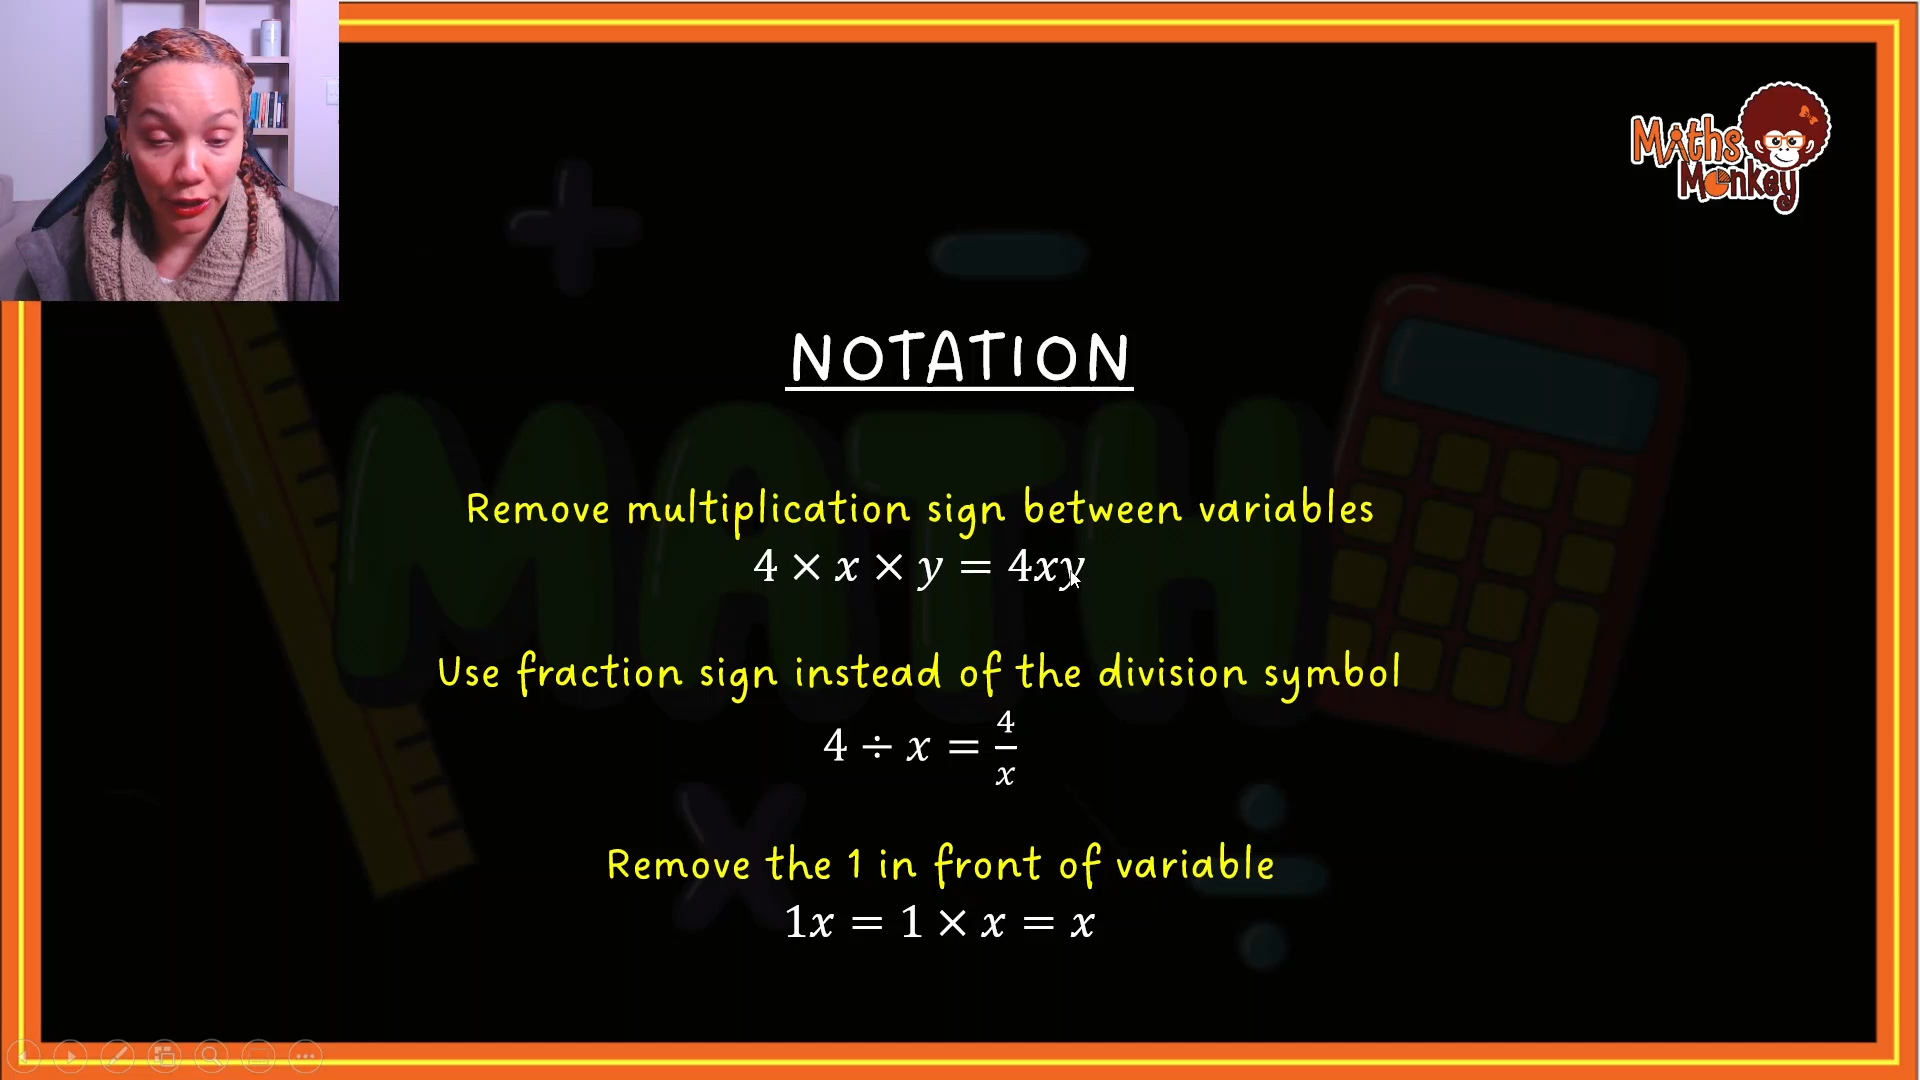 Maths
Monkey
NOTATION
Remove multiplication sign between variables
4 × x × y = 4xy
Use fraction sign instead of the division symbol
4 ÷ x = 4/x
Remove the 1 in front of variable
1x = 1 × x = x
MATH